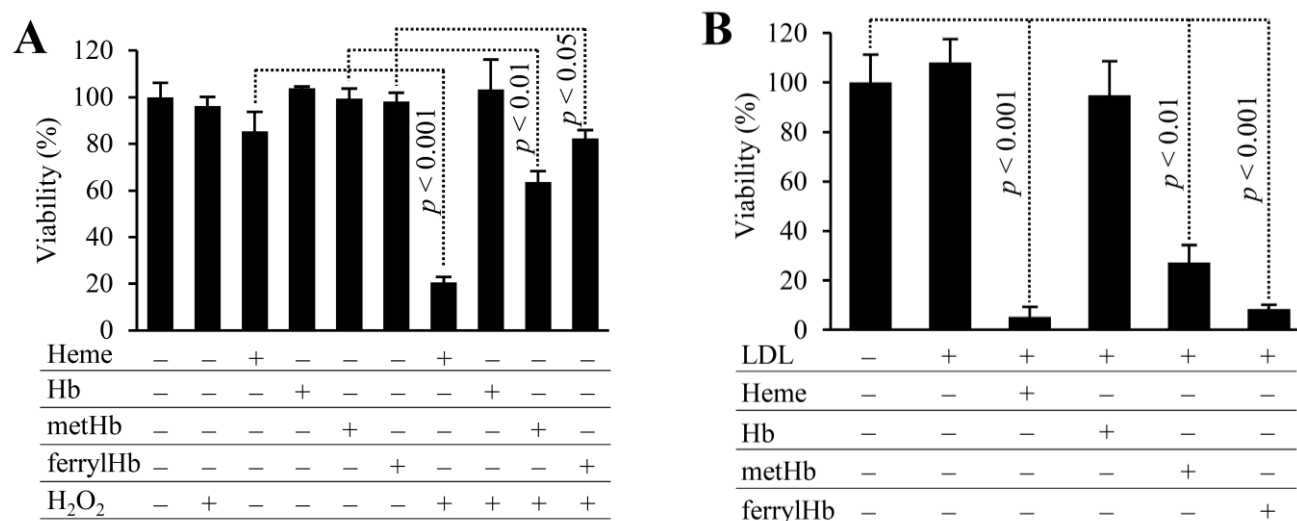 A
120
100
80
60
40
20
0
Viability (%)
p < 0.001
p < 0.01
p < 0.05
Heme – – + – – – + – – –
Hb – – – + – – – + – –
metHb – – – – + – – – + –
ferrylHb – – – – – + – – – +
H₂O₂ – + – – – – + + + +
B
120
100
80
60
40
20
0
Viability (%)
p < 0.001
p < 0.01
p < 0.001
LDL – + + + + +
Heme – – + – – –
Hb – – – + – –
metHb – – – – + –
ferrylHb – – – – – +